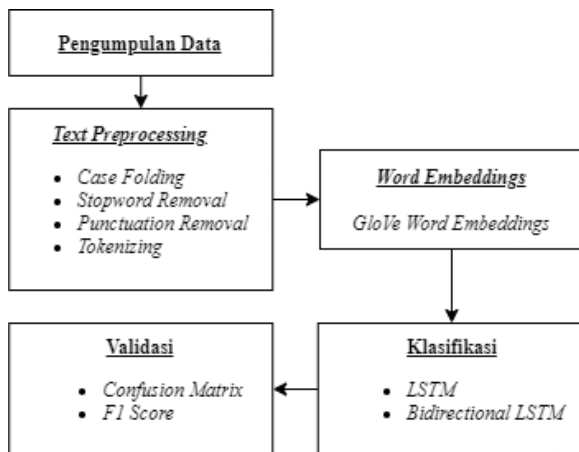 Pengumpulan Data
Text Preprocessing
• Case Folding
• Stopword Removal
• Punctuation Removal
• Tokenizing
Word Embeddings
GloVe Word Embeddings
Klasifikasi
• LSTM
• Bidirectional LSTM
Validasi
• Confusion Matrix
• F1 Score